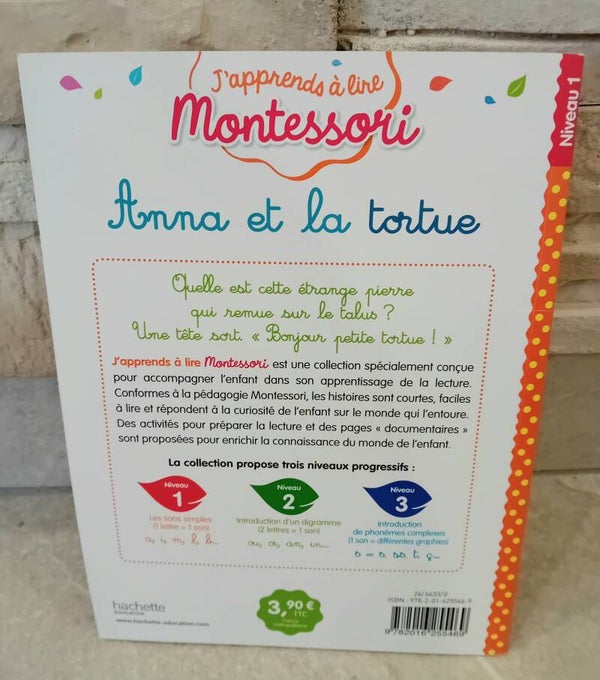 J'apprends à lire
Montessori
Niveau 1
Anna et la tortue
Quelle est cette étrange pierre
qui remue sur le talus ?
Une tête sort. « Bonjour petite tortue ! »
J'apprends à lire Montessori est une collection spécialement conçue
pour accompagner l'enfant dans son apprentissage de la lecture.
Conformes à la pédagogie Montessori, les histoires sont courtes, faciles
à lire et répondent à la curiosité de l'enfant sur le monde qui l'entoure.
Des activités pour préparer la lecture et des pages « documentaires »
sont proposées pour enrichir la connaissance du monde de l'enfant.
La collection propose trois niveaux progressifs :
Niveau
1
Les sons simples
(1 lettre = 1 son)
Niveau
2
Introduction d'un digramme
(2 lettres = 1 son)
ou, oi, an, in...
Niveau
3
Introduction
de phonèmes complexes
(1 son = différentes graphies)
hachette
ÉDUCATION
www.hachette-education.com
3,90 €
TTC
26/6633/0
ISBN : 978-2-01-625546-9
9782016255469